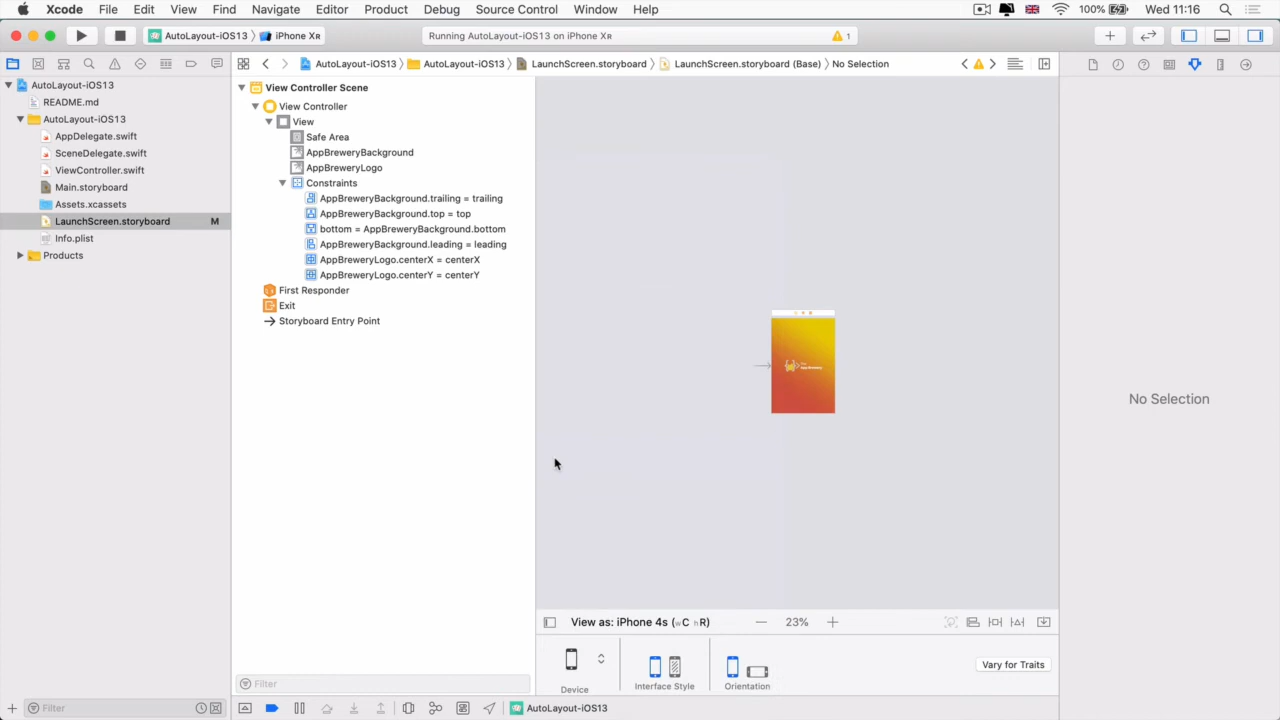 Xcode File Edit View Find Navigate Editor Product Debug Source Control Window Help 100% Wed 11:16
AutoLayout-iOS13 iPhone Xʀ Running AutoLayout-iOS13 on iPhone Xʀ 1
AutoLayout-iOS13 AutoLayout-iOS13 LaunchScreen.storyboard LaunchScreen.storyboard (Base) No Selection
AutoLayout-iOS13
README.md
AutoLayout-iOS13
AppDelegate.swift
SceneDelegate.swift
ViewController.swift
Main.storyboard
Assets.xcassets
LaunchScreen.storyboard M
Info.plist
Products
View Controller Scene
View Controller
View
Safe Area
AppBreweryBackground
AppBreweryLogo
Constraints
AppBreweryBackground.trailing = trailing
AppBreweryBackground.top = top
bottom = AppBreweryBackground.bottom
AppBreweryBackground.leading = leading
AppBreweryLogo.centerX = centerX
AppBreweryLogo.centerY = centerY
First Responder
Exit
Storyboard Entry Point
App Brewery
No Selection
View as: iPhone 4s (wC hR) 23%
Device
Interface Style
Orientation
Vary for Traits
Filter
Filter
AutoLayout-iOS13